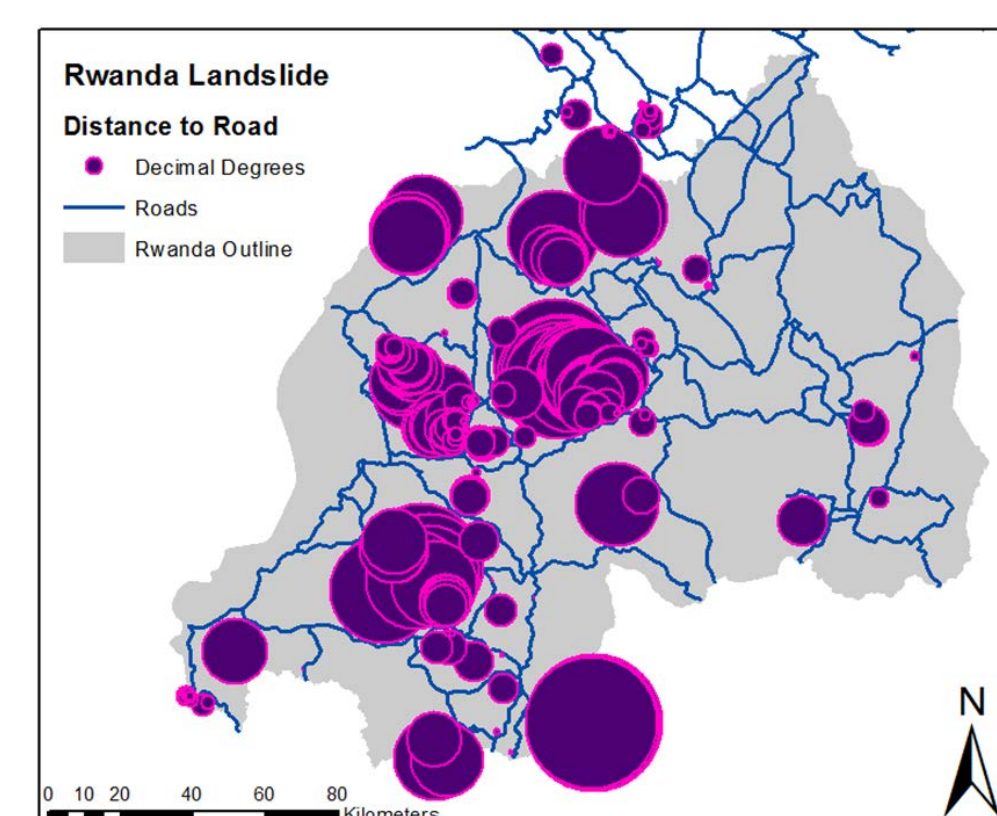 Rwanda Landslide
Distance to Road
Decimal Degrees
Roads
Rwanda Outline
N
0 10 20 40 60 80
Kilometers